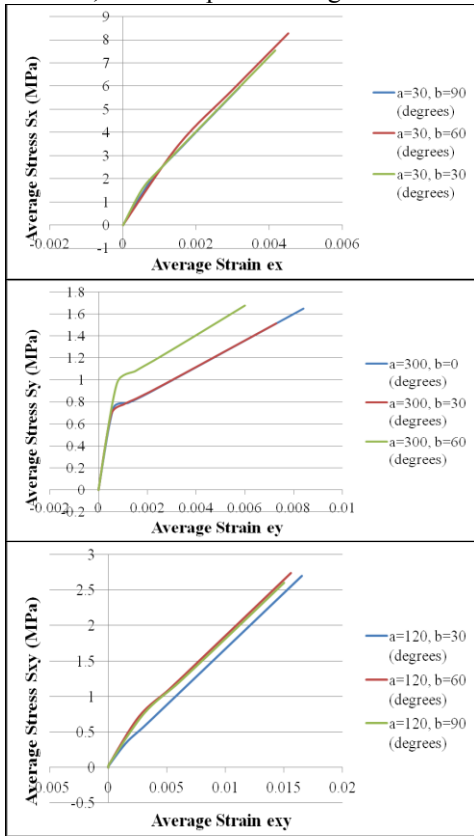 9
8
7
6
5
4
3
2
1
0
-1
-0.002 0 0.002 0.004 0.006
Average Stress Sx (MPa)
Average Strain ex
a=30, b=90
(degrees)
a=30, b=60
(degrees)
a=30, b=30
(degrees)
1.8
1.6
1.4
1.2
1
0.8
0.6
0.4
0.2
0
-0.2
-0.002 0 0.002 0.004 0.006 0.008 0.01
Average Stress Sy (MPa)
Average Strain ey
a=300, b=0
(degrees)
a=300, b=30
(degrees)
a=300, b=60
(degrees)
3
2.5
2
1.5
1
0.5
0
-0.5
-0.005 0 0.005 0.01 0.015 0.02
Average Stress Sxy (MPa)
Average Strain exy
a=120, b=30
(degrees)
a=120, b=60
(degrees)
a=120, b=90
(degrees)